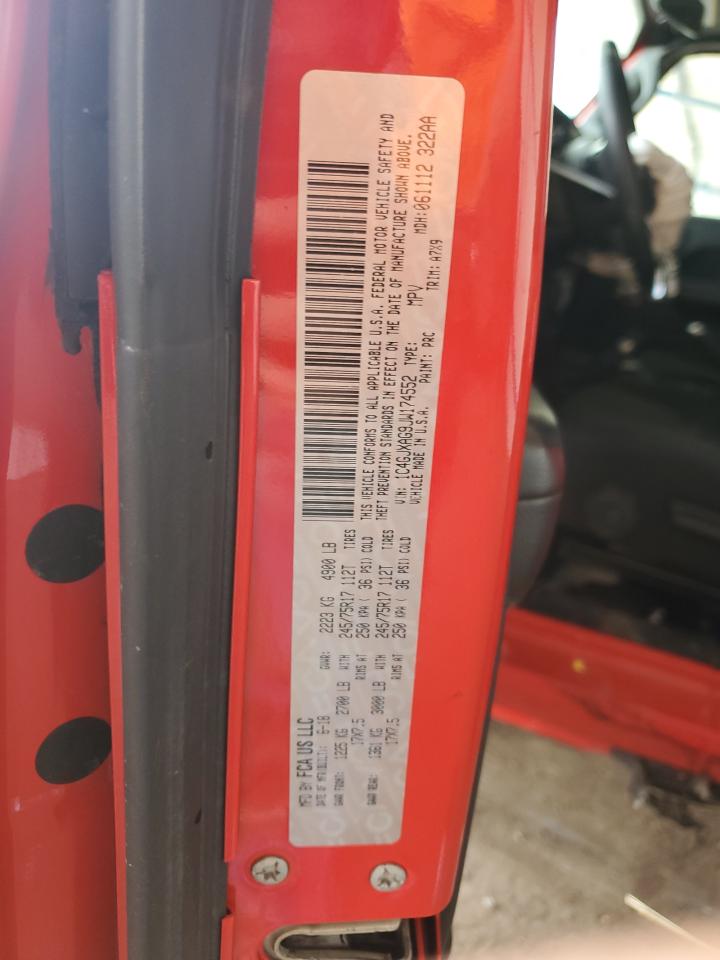 MFD BY FCA US LLC
DATE OF MFR: 6-18 GVWR: 2223 KG 4900 LB
GAWR FRONT: 1225 KG 2700 LB WITH 245/75R17 112T TIRES
17X7.5 RIMS AT 250 KPA ( 36 PSI) COLD
GAWR REAR: 1361 KG 3000 LB WITH 245/75R17 112T TIRES
17X7.5 RIMS AT 250 KPA ( 36 PSI) COLD
THIS VEHICLE CONFORMS TO ALL APPLICABLE U.S.A. FEDERAL MOTOR VEHICLE SAFETY AND
THEFT PREVENTION STANDARDS IN EFFECT ON THE DATE OF MANUFACTURE SHOWN ABOVE.
VIN: 1C4GJXAG9JW174552 TYPE: MPV MDH:061112 322AA
VEHICLE MADE IN U.S.A. PAINT: PRC TRIM: A7X9